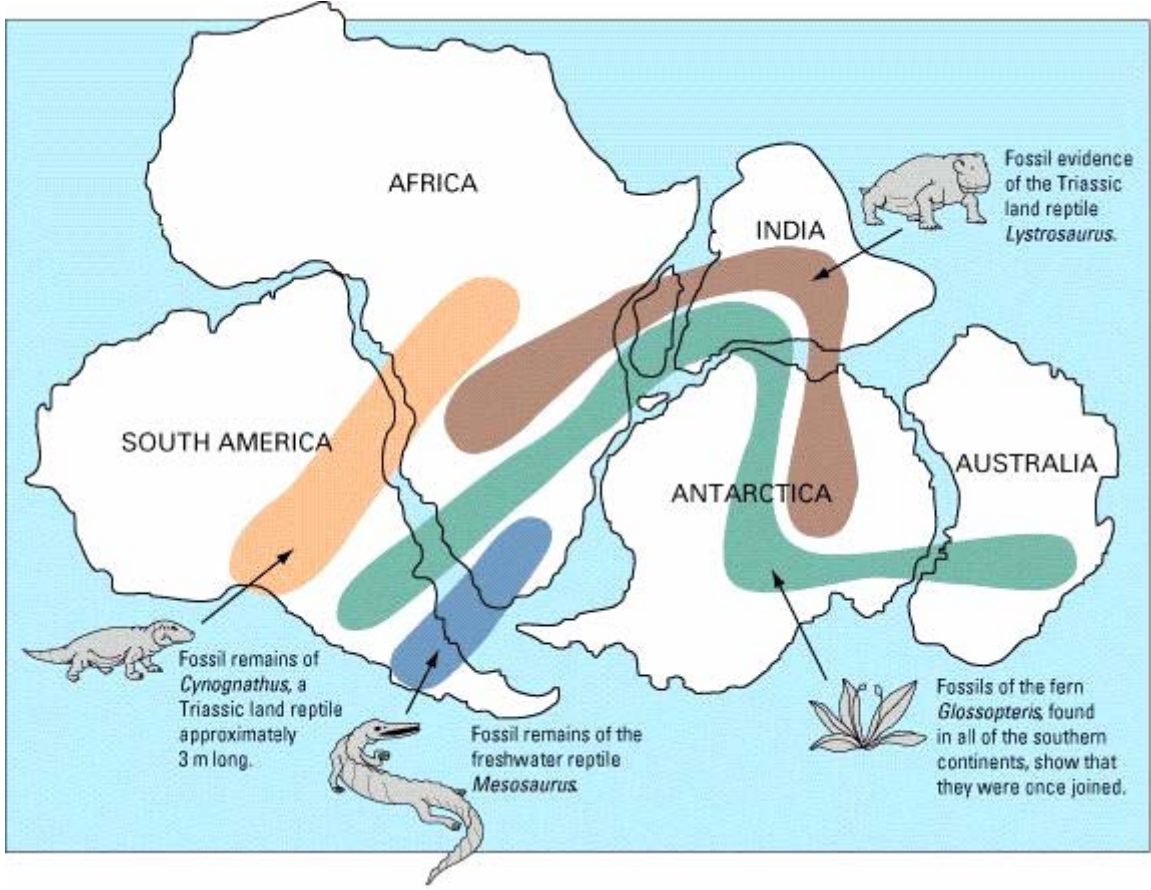 AFRICA
INDIA
Fossil evidence
of the Triassic
land reptile
Lystrosaurus.
SOUTH AMERICA
ANTARCTICA
AUSTRALIA
Fossil remains of
Cynognathus, a
Triassic land reptile
approximately
3 m long.
Fossil remains of the
freshwater reptile
Mesosaurus.
Fossils of the fern
Glossopteris, found
in all of the southern
continents, show that
they were once joined.